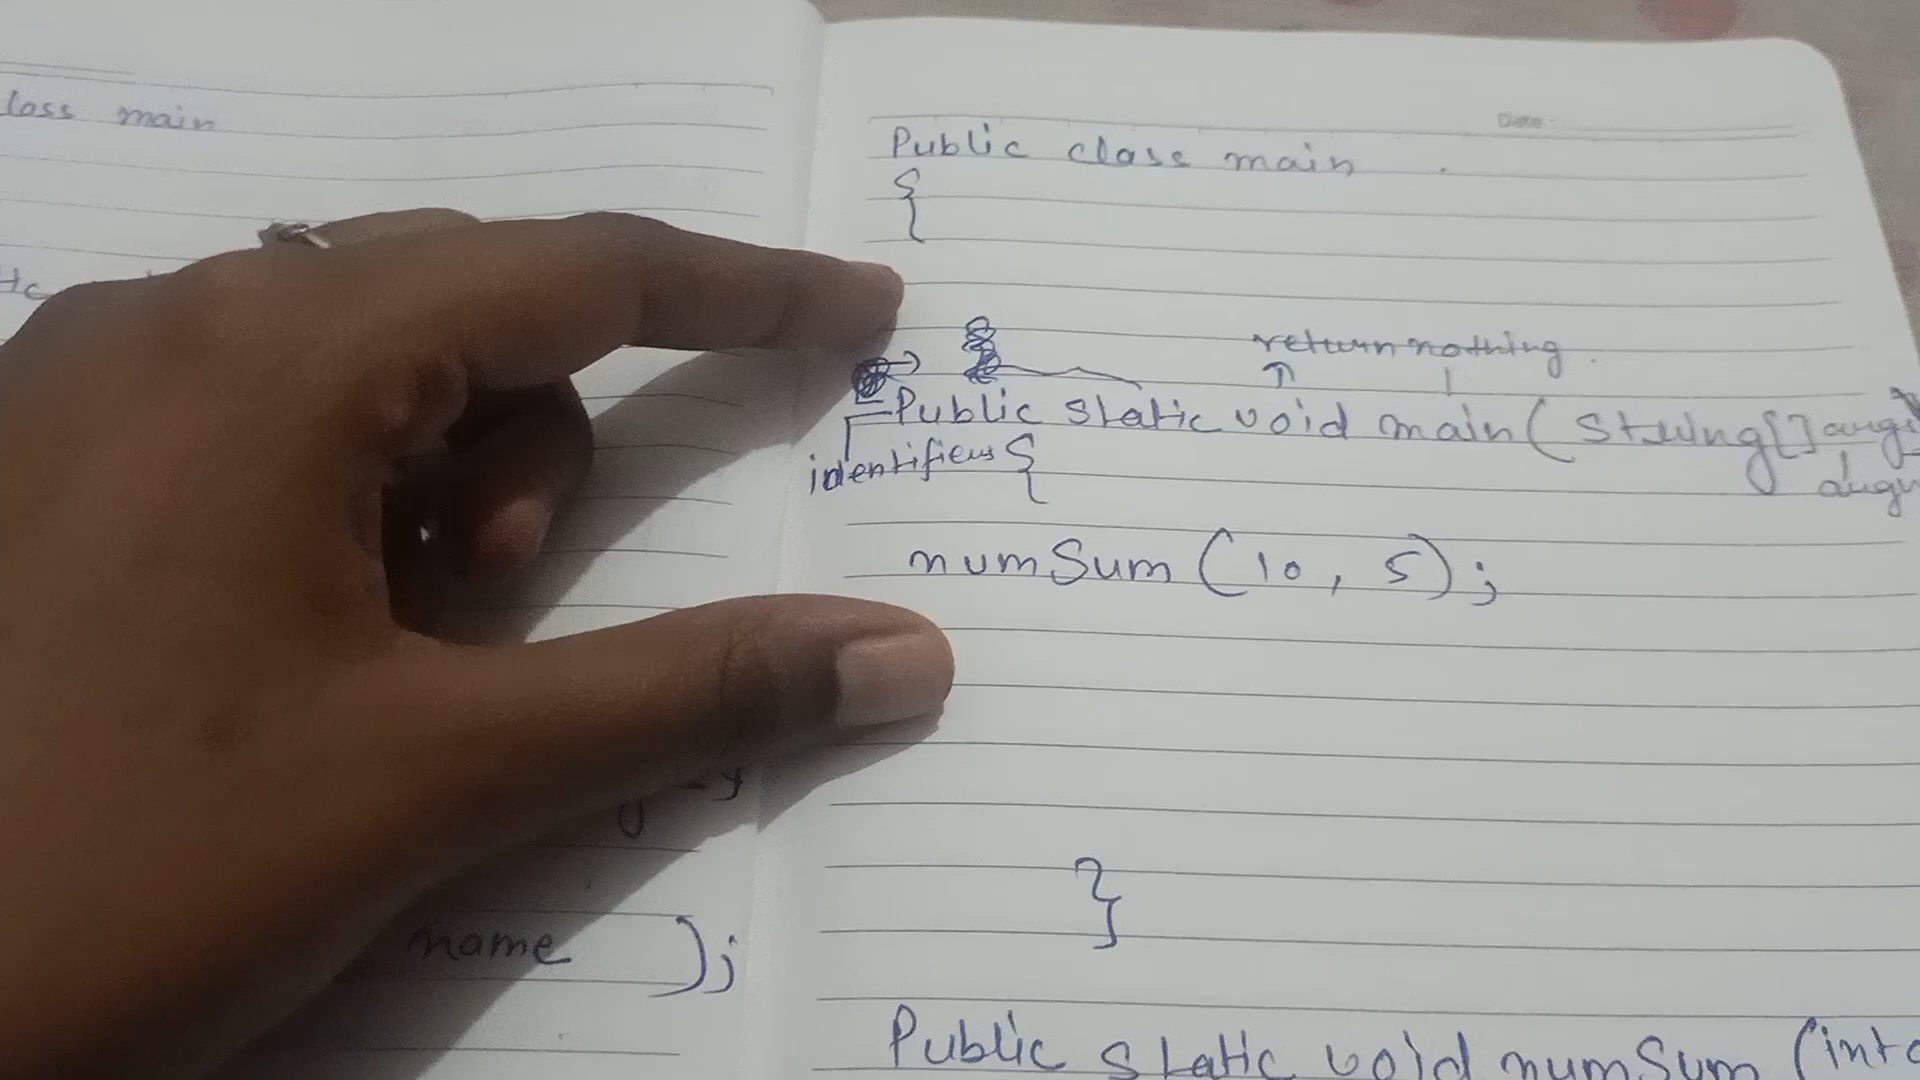 lass main
name );
Date:
Public class main
{
return nothing.
Public static void main( String[] args
identifiers {
numSum (10, 5);
}
Public static void numSum (int